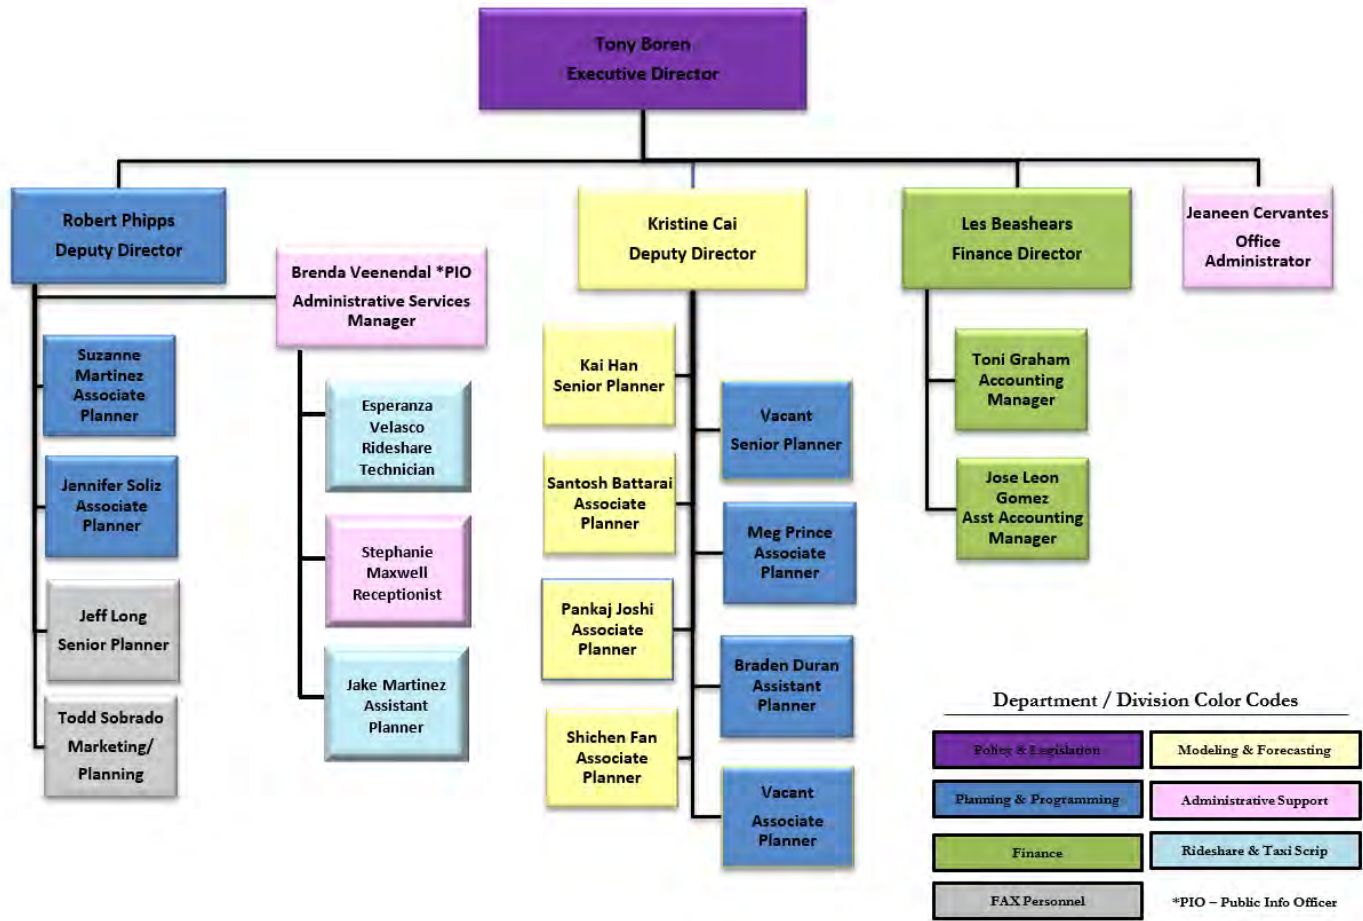 Tony Boren
Executive Director
Robert Phipps
Deputy Director
Kristine Cai
Deputy Director
Les Beashears
Finance Director
Jeaneen Cervantes
Office
Administrator
Brenda Veenendal *PIO
Administrative Services
Manager
Suzanne
Martinez
Associate
Planner
Jennifer Soliz
Associate
Planner
Jeff Long
Senior Planner
Todd Sobrado
Marketing/
Planning
Esperanza
Velasco
Rideshare
Technician
Stephanie
Maxwell
Receptionist
Jake Martinez
Assistant
Planner
Kai Han
Senior Planner
Santosh Battarai
Associate
Planner
Pankaj Joshi
Associate
Planner
Shichen Fan
Associate
Planner
Vacant
Senior Planner
Meg Prince
Associate
Planner
Braden Duran
Assistant
Planner
Vacant
Associate
Planner
Toni Graham
Accounting
Manager
Jose Leon
Gomez
Asst Accounting
Manager
Department / Division Color Codes
Policy & Legislation
Modeling & Forecasting
Planning & Programming
Administrative Support
Finance
Rideshare & Taxi Scrip
FAX Personnel
*PIO – Public Info Officer